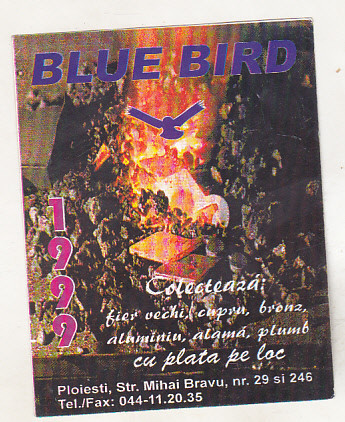 BLUE BIRD
1999
Colectează:
fier vechi, cupru, bronz,
aluminiu, alamă, plumb
cu plata pe loc
Ploiesti, Str. Mihai Bravu, nr. 29 si 246
Tel./Fax: 044-11.20.35